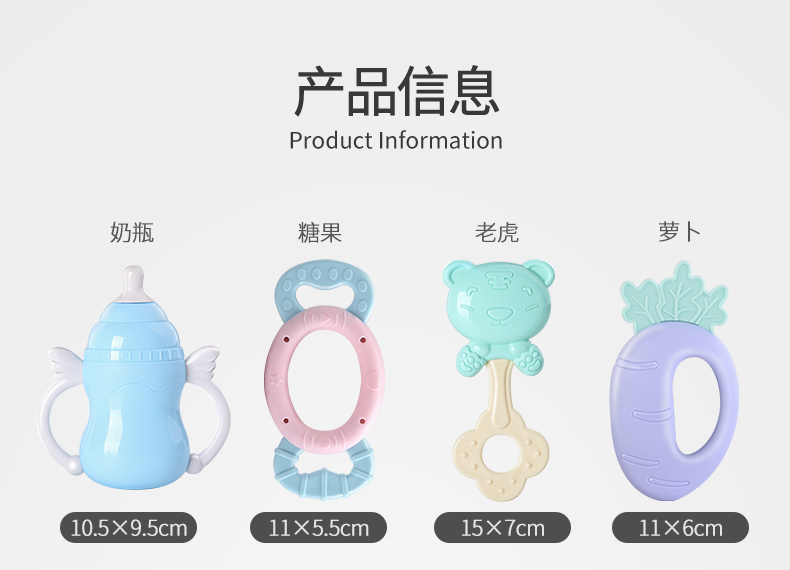 产品信息
Product Information
奶瓶
糖果
老虎
萝卜
10.5×9.5cm
11×5.5cm
15×7cm
11×6cm